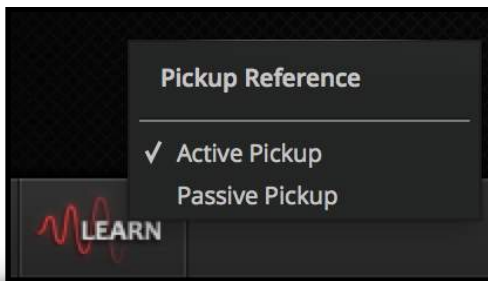 Pickup Reference
✓ Active Pickup
Passive Pickup
LEARN